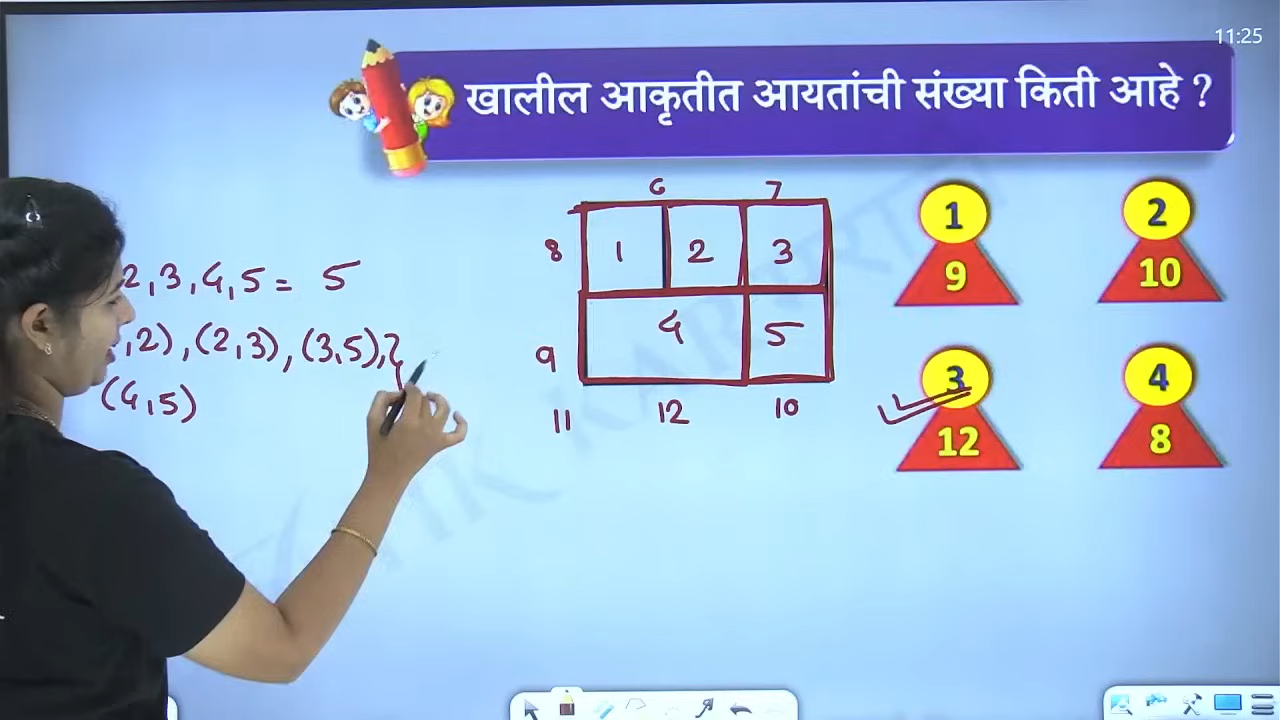 11:25
खालील आकृतीत आयतांची संख्या किती आहे ?
6 7
8 1 2 3
9 4 5
11 12 10
2,3,4,5 = 5
,2),(2,3),(3,5),}
(4,5)
1 2
9 10
3 4
12 8